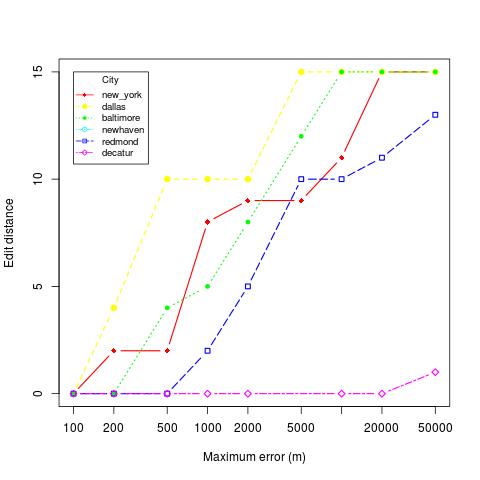 City
new_york
dallas
baltimore
newhaven
redmond
decatur
Edit distance
15
10
5
0
100 200 500 1000 2000 5000 20000 50000
Maximum error (m)